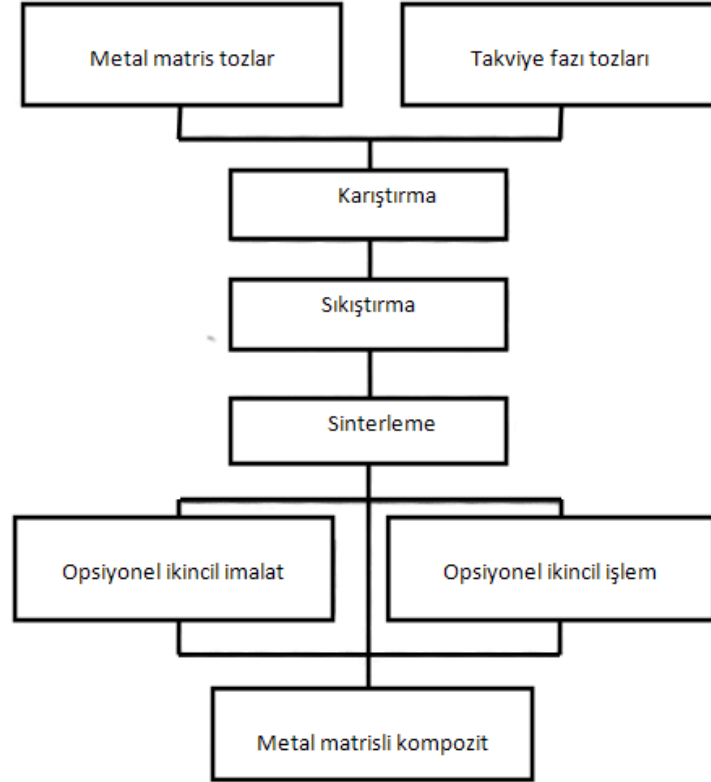 Metal matris tozlar
Takviye fazı tozları
Karıştırma
Sıkıştırma
Sinterleme
Opsiyonel ikincil imalat
Opsiyonel ikincil işlem
Metal matrisli kompozit